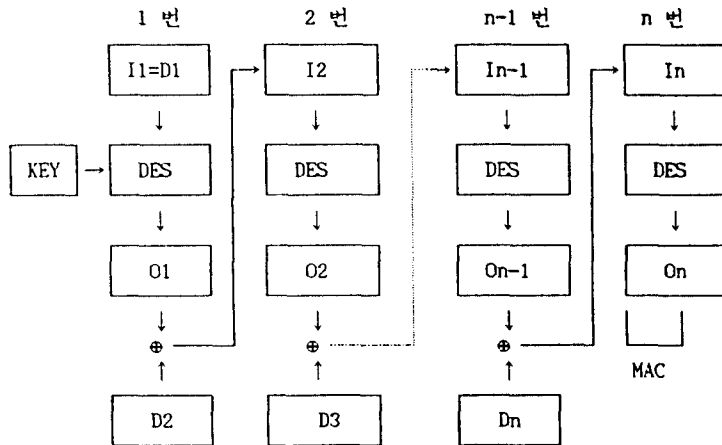 1 번 2 번 n-1 번 n 번
I1=D1 I2 In-1 In
KEY DES DES DES DES
O1 O2 On-1 On
⊕ ⊕ ⊕
MAC
D2 D3 Dn